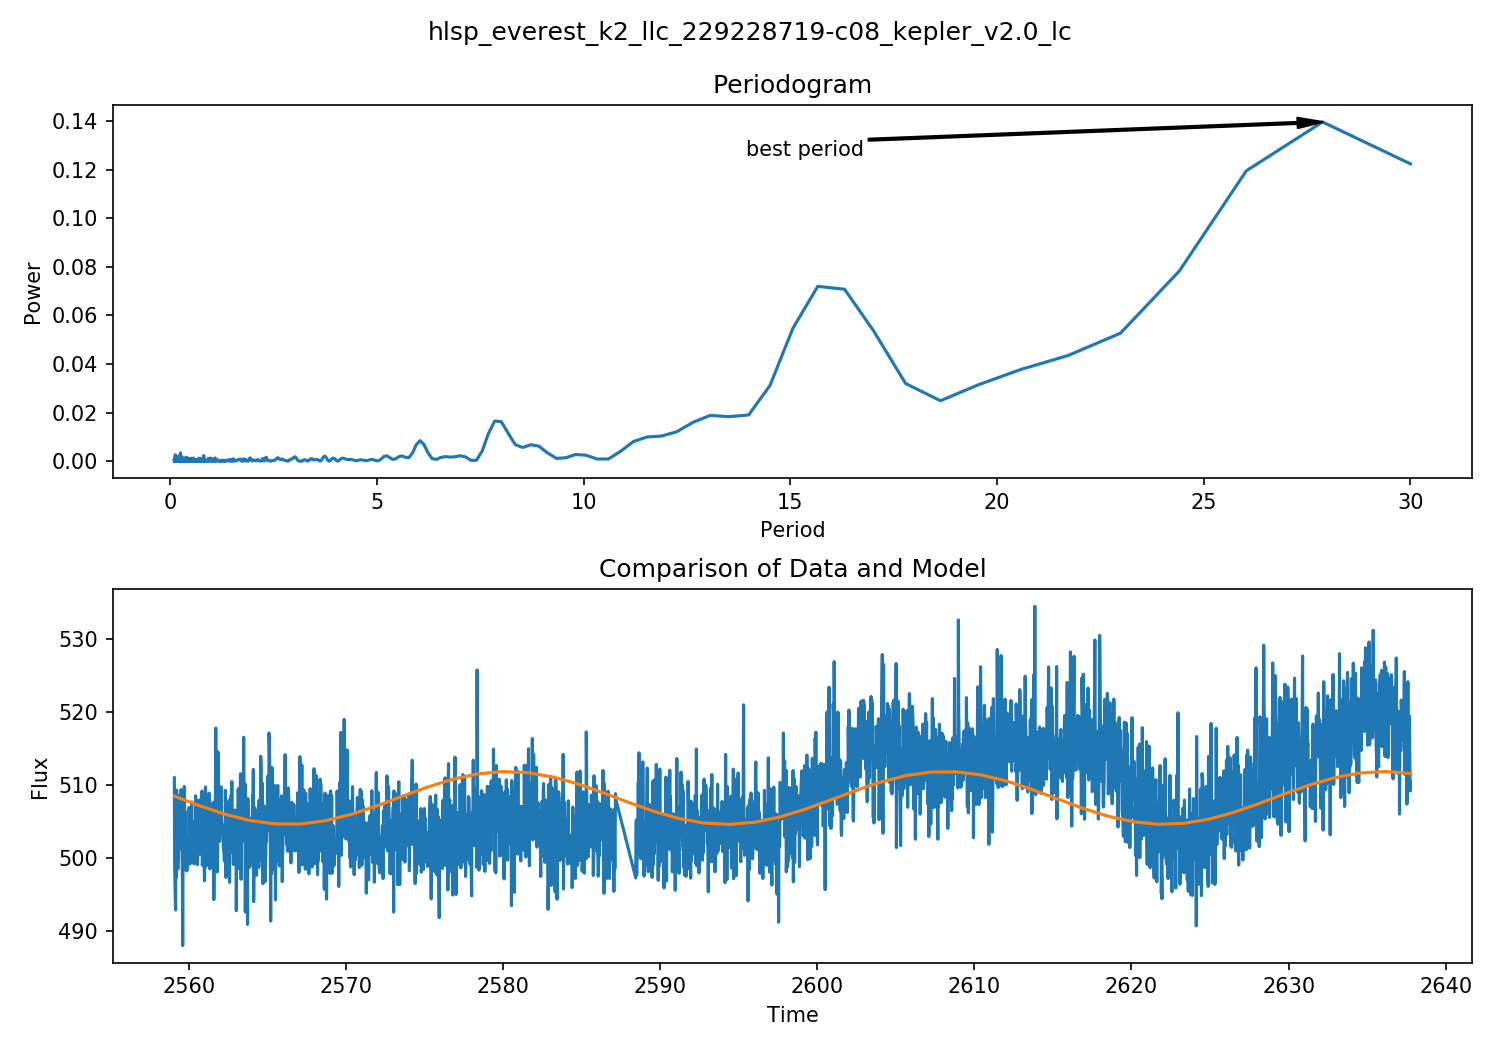 hlsp_everest_k2_llc_229228719-c08_kepler_v2.0_lc
Periodogram
0.14
0.12
0.10
0.08
0.06
0.04
0.02
0.00
Power
best period
0 5 10 15 20 25 30
Period
Comparison of Data and Model
530
520
510
500
490
Flux
2560 2570 2580 2590 2600 2610 2620 2630 2640
Time